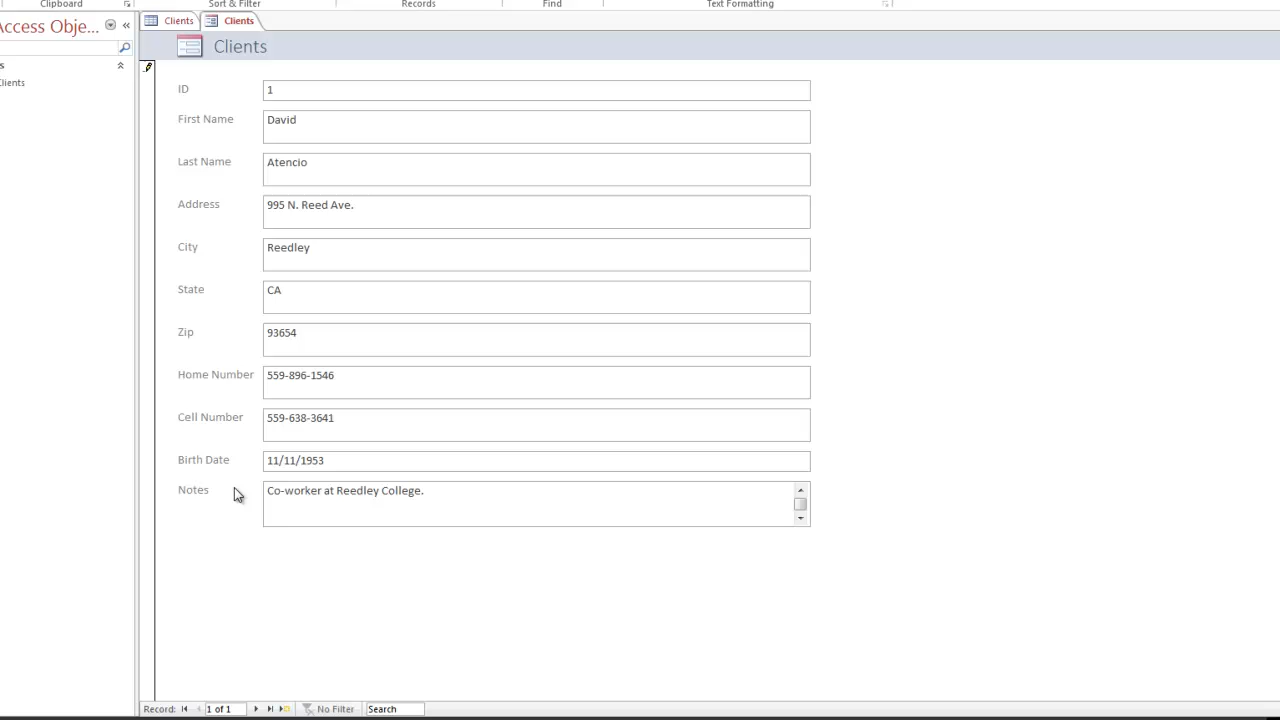 Clipboard Sort & Filter Records Find Text Formatting
Access Obje... «
Clients Clients
Clients
s
Clients
ID 1
First Name David
Last Name Atencio
Address 995 N. Reed Ave.
City Reedley
State CA
Zip 93654
Home Number 559-896-1546
Cell Number 559-638-3641
Birth Date 11/11/1953
Notes Co-worker at Reedley College.
Record: 1 of 1 No Filter Search